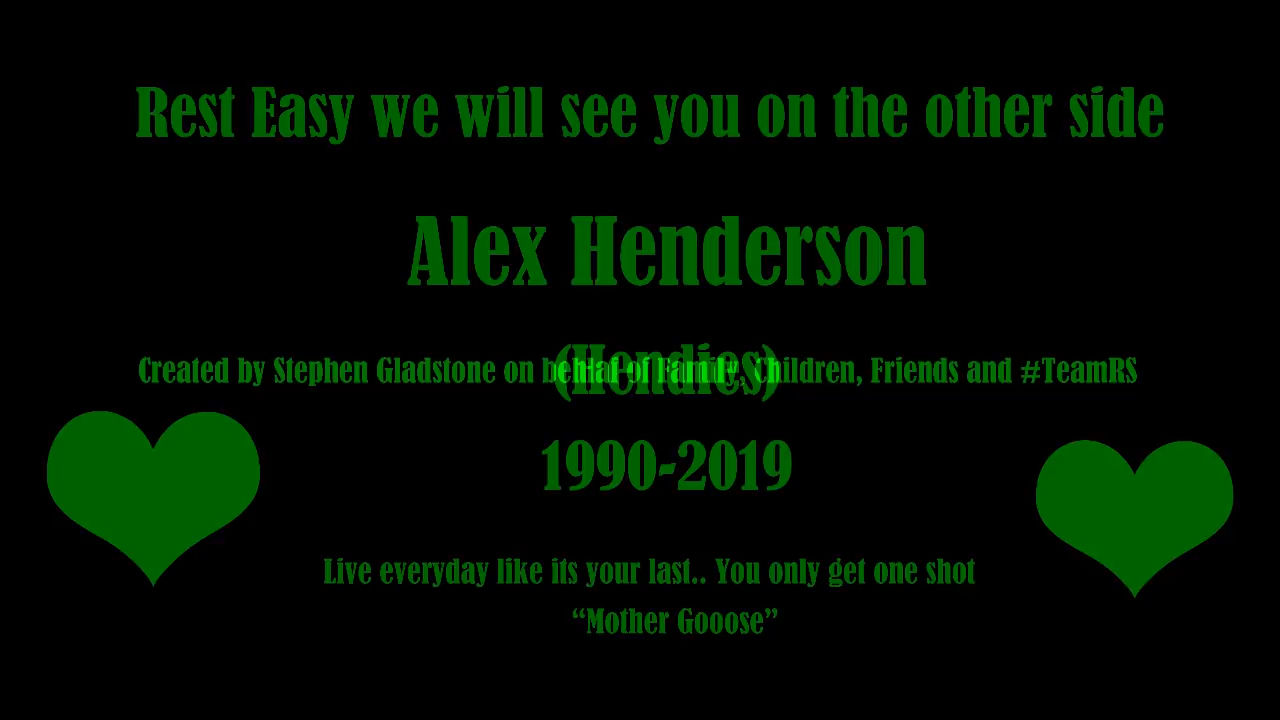 Rest Easy we will see you on the other side
Alex Henderson
(Hendies)
Created by Stephen Gladstone on behlaf of Family, Children, Friends and #TeamRS
1990-2019
Live everyday like its your last.. You only get one shot
“Mother Gooose”